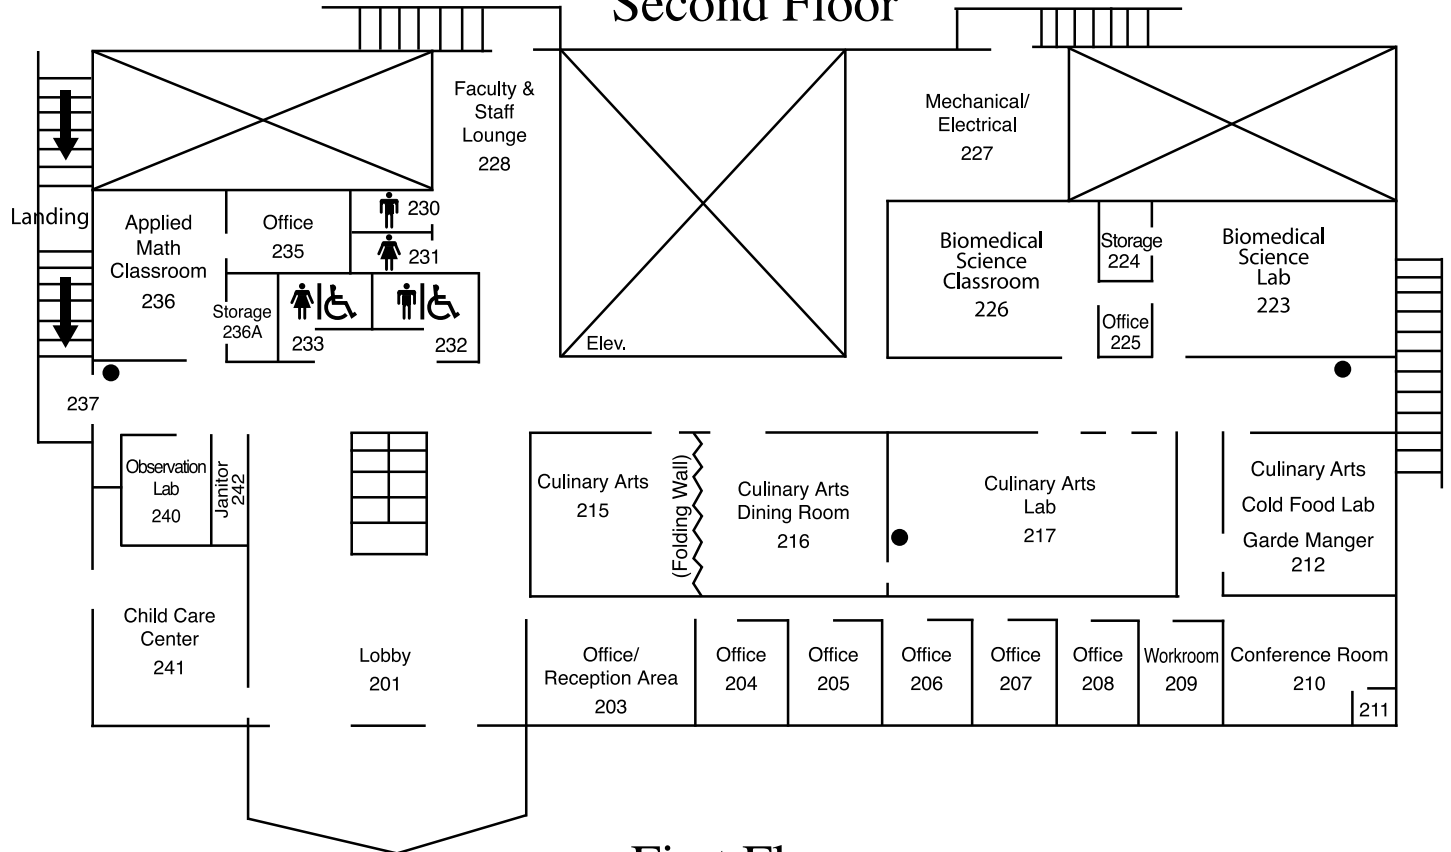 Second Floor
Faculty &
Staff
Lounge
228
Mechanical/
Electrical
227
Landing
Applied
Math
Classroom
236
Office
235
230
231
Storage
236A
233
232
Elev.
Biomedical
Science
Classroom
226
Storage
224
Office
225
Biomedical
Science
Lab
223
237
Observation
Lab
240
Janitor
242
Culinary Arts
215
(Folding Wall)
Culinary Arts
Dining Room
216
Culinary Arts
Lab
217
Culinary Arts
Cold Food Lab
Garde Manger
212
Child Care
Center
241
Lobby
201
Office/
Reception Area
203
Office
204
Office
205
Office
206
Office
207
Office
208
Workroom
209
Conference Room
210
211
First Fl